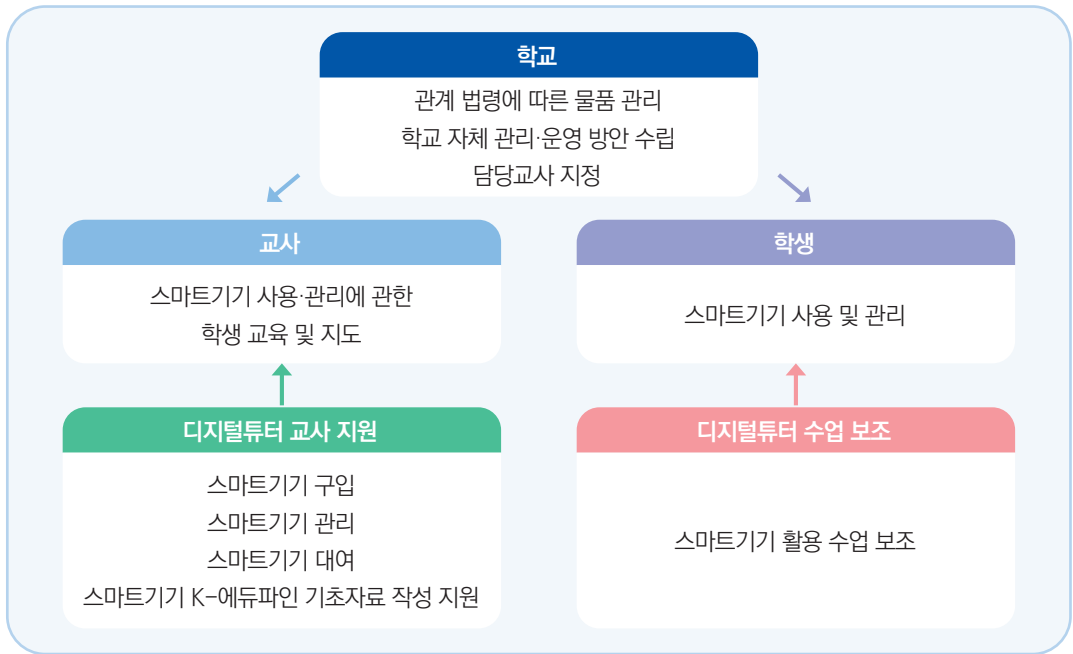 학교
관계 법령에 따른 물품 관리
학교 자체 관리·운영 방안 수립
담당교사 지정
교사
스마트기기 사용·관리에 관한
학생 교육 및 지도
학생
스마트기기 사용 및 관리
디지털튜터 교사 지원
스마트기기 구입
스마트기기 관리
스마트기기 대여
스마트기기 K-에듀파인 기초자료 작성 지원
디지털튜터 수업 보조
스마트기기 활용 수업 보조